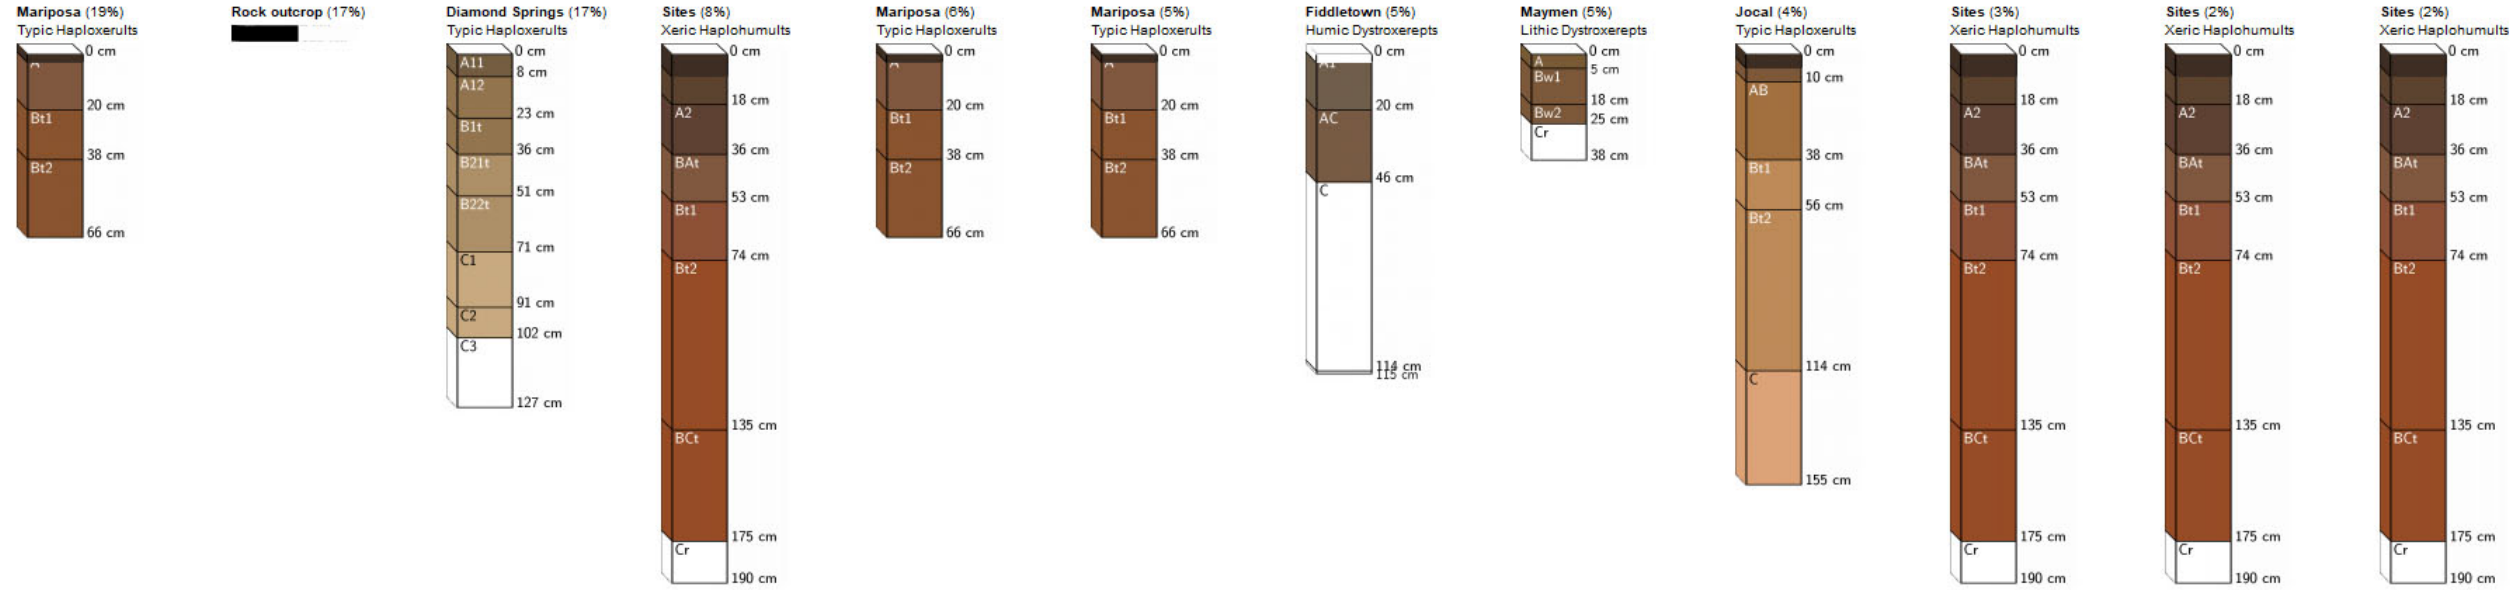 Mariposa (19%)
Typic Haploxerults
0 cm
A
20 cm
Bt1
38 cm
Bt2
66 cm
Rock outcrop (17%)
Diamond Springs (17%)
Typic Haploxerults
0 cm
A11
8 cm
A12
23 cm
B1t
36 cm
B21t
51 cm
B22t
71 cm
C1
91 cm
C2
102 cm
C3
127 cm
Sites (8%)
Xeric Haplohumults
0 cm
18 cm
A2
36 cm
BAt
53 cm
Bt1
74 cm
Bt2
135 cm
BCt
175 cm
Cr
190 cm
Mariposa (6%)
Typic Haploxerults
0 cm
A
20 cm
Bt1
38 cm
Bt2
66 cm
Mariposa (5%)
Typic Haploxerults
0 cm
A
20 cm
Bt1
38 cm
Bt2
66 cm
Fiddletown (5%)
Humic Dystroxerepts
0 cm
A1
20 cm
AC
46 cm
C
114 cm
115 cm
Maymen (5%)
Lithic Dystroxerepts
0 cm
A
5 cm
Bw1
18 cm
Bw2
25 cm
Cr
38 cm
Jocal (4%)
Typic Haploxerults
0 cm
10 cm
AB
38 cm
Bt1
56 cm
Bt2
114 cm
C
155 cm
Sites (3%)
Xeric Haplohumults
0 cm
18 cm
A2
36 cm
BAt
53 cm
Bt1
74 cm
Bt2
135 cm
BCt
175 cm
Cr
190 cm
Sites (2%)
Xeric Haplohumults
0 cm
18 cm
A2
36 cm
BAt
53 cm
Bt1
74 cm
Bt2
135 cm
BCt
175 cm
Cr
190 cm
Sites (2%)
Xeric Haplohumults
0 cm
18 cm
A2
36 cm
BAt
53 cm
Bt1
74 cm
Bt2
135 cm
BCt
175 cm
Cr
190 cm